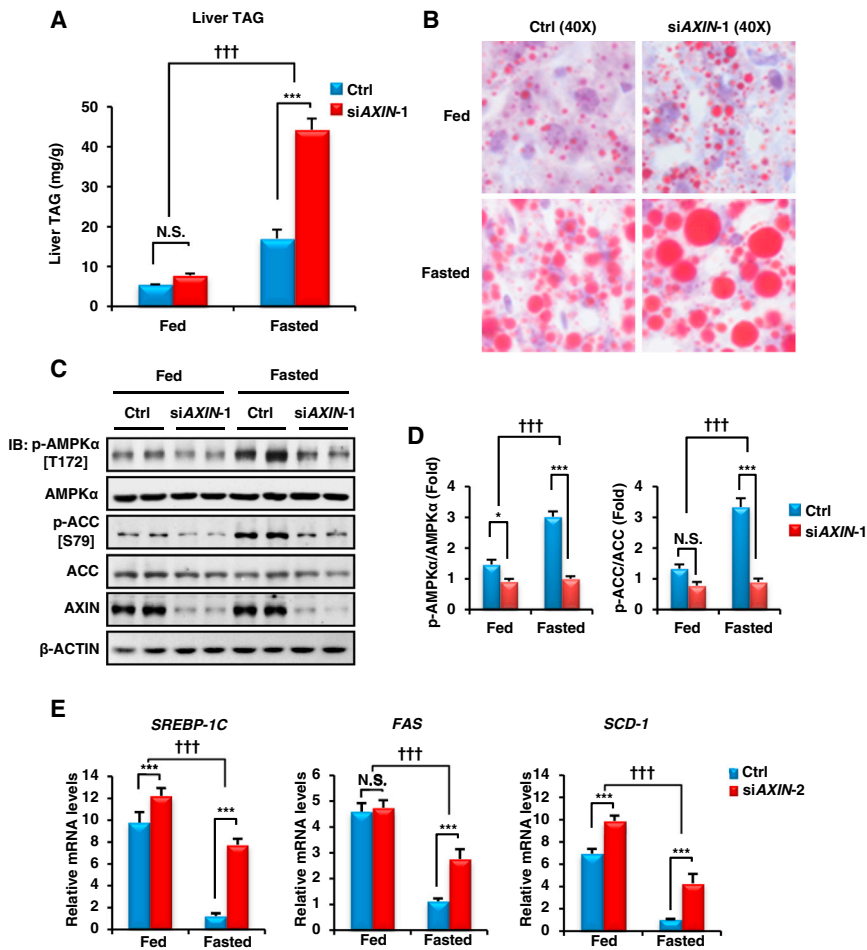 A
Liver TAG
†††
Ctrl
siAXIN-1
***
N.S.
Liver TAG (mg/g)
50
40
30
20
10
0
Fed
Fasted
B
Ctrl (40X)
siAXIN-1 (40X)
Fed
Fasted
C
Fed
Fasted
Ctrl
siAXIN-1
Ctrl
siAXIN-1
IB: p-AMPKα
[T172]
AMPKα
p-ACC
[S79]
ACC
AXIN
β-ACTIN
D
†††
***
*
p-AMPKα/AMPKα (Fold)
4
3
2
1
0
Fed
Fasted
†††
***
N.S.
p-ACC/ACC (Fold)
4
3
2
1
0
Fed
Fasted
Ctrl
siAXIN-1
E
SREBP-1C
†††
***
***
Relative mRNA levels
14
12
10
8
6
4
2
0
Fed
Fasted
FAS
†††
N.S.
***
Relative mRNA levels
6
5
4
3
2
1
0
Fed
Fasted
SCD-1
†††
***
***
Relative mRNA levels
14
12
10
8
6
4
2
0
Fed
Fasted
Ctrl
siAXIN-2